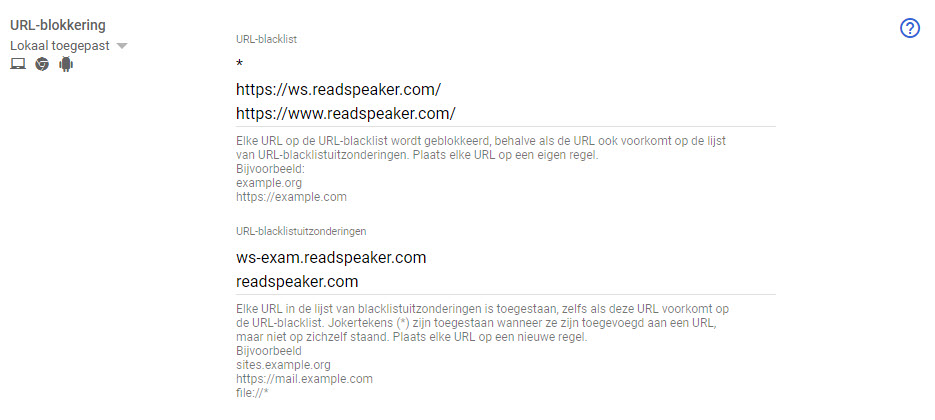 URL-blokkering
Lokaal toegepast
URL-blacklist
*
https://ws.readspeaker.com/
https://www.readspeaker.com/
Elke URL op de URL-blacklist wordt geblokkeerd, behalve als de URL ook voorkomt op de lijst
van URL-blacklistuitzonderingen. Plaats elke URL op een eigen regel.
Bijvoorbeeld:
example.org
https://example.com
URL-blacklistuitzonderingen
ws-exam.readspeaker.com
readspeaker.com
Elke URL in de lijst van blacklistuitzonderingen is toegestaan, zelfs als deze URL voorkomt op
de URL-blacklist. Jokertekens (*) zijn toegestaan wanneer ze zijn toegevoegd aan een URL,
maar niet op zichzelf staand. Plaats elke URL op een nieuwe regel.
Bijvoorbeeld
sites.example.org
https://mail.example.com
file://*